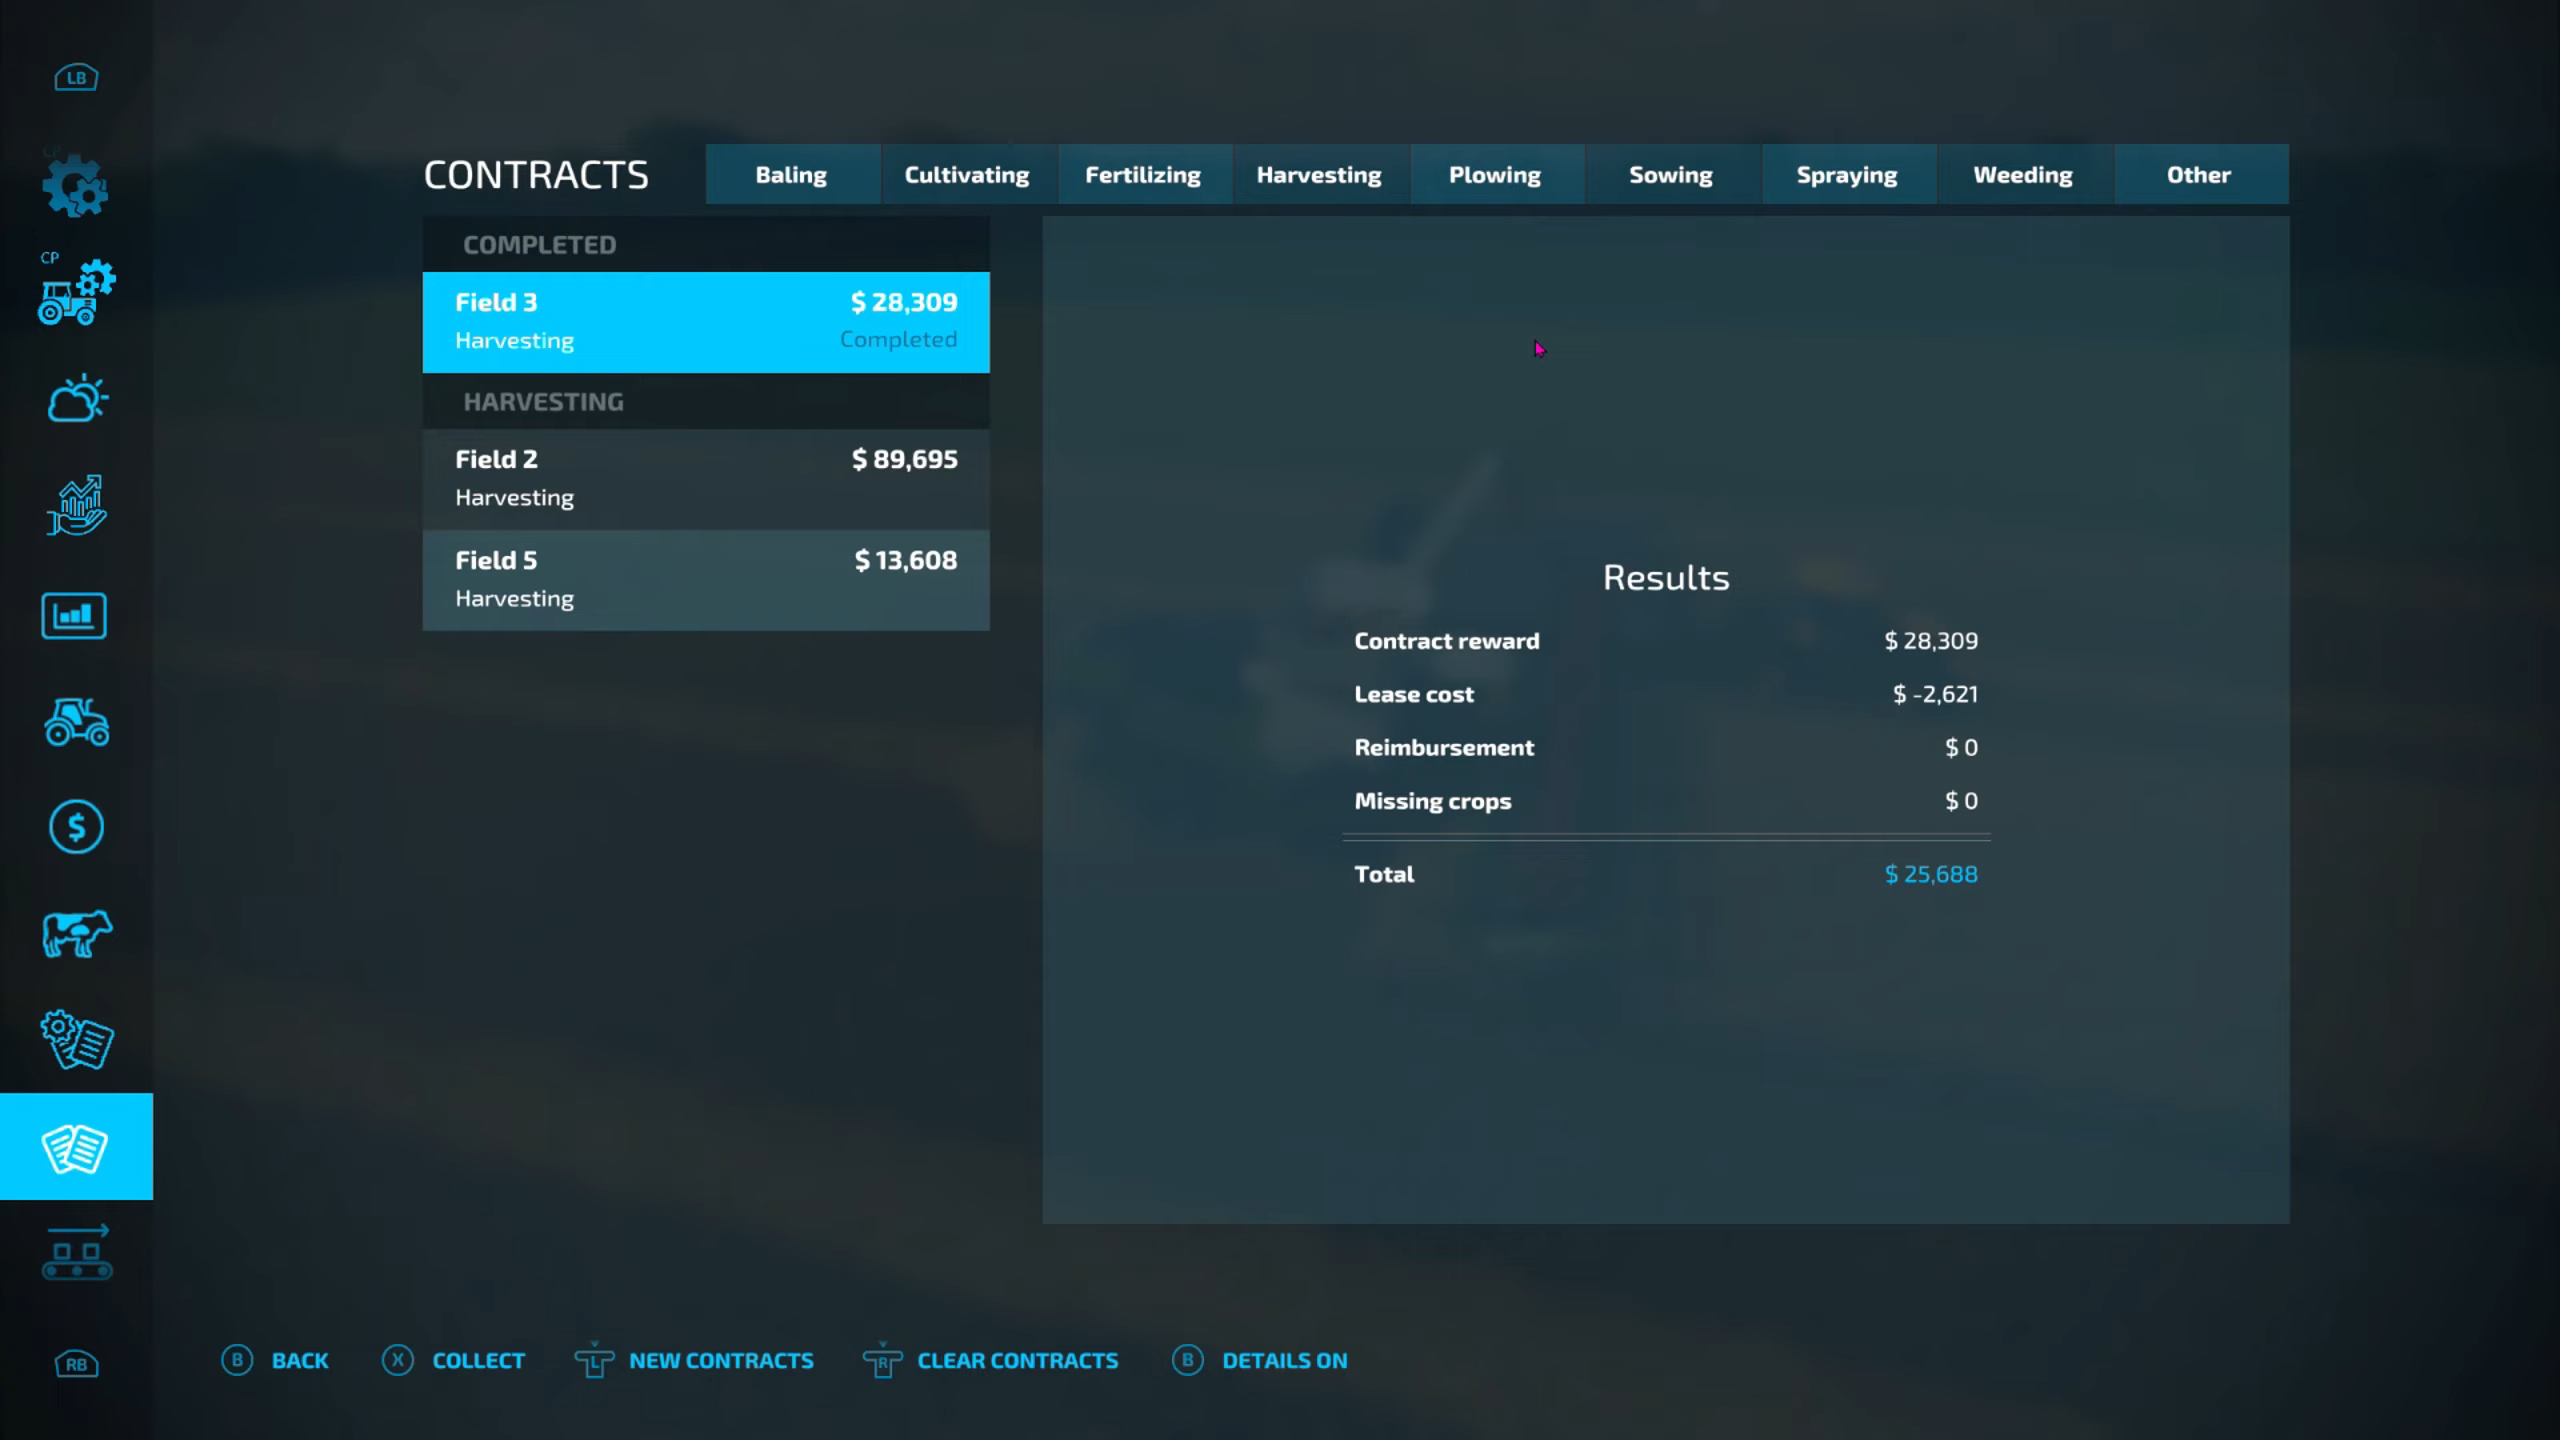 LB
CP
CP
CONTRACTS
Baling
Cultivating
Fertilizing
Harvesting
Plowing
Sowing
Spraying
Weeding
Other
COMPLETED
Field 3 $ 28,309
Harvesting Completed
HARVESTING
Field 2 $ 89,695
Harvesting
Field 5 $ 13,608
Harvesting
Results
Contract reward $ 28,309
Lease cost $ -2,621
Reimbursement $ 0
Missing crops $ 0
Total $ 25,688
RB
B BACK X COLLECT L NEW CONTRACTS R CLEAR CONTRACTS B DETAILS ON